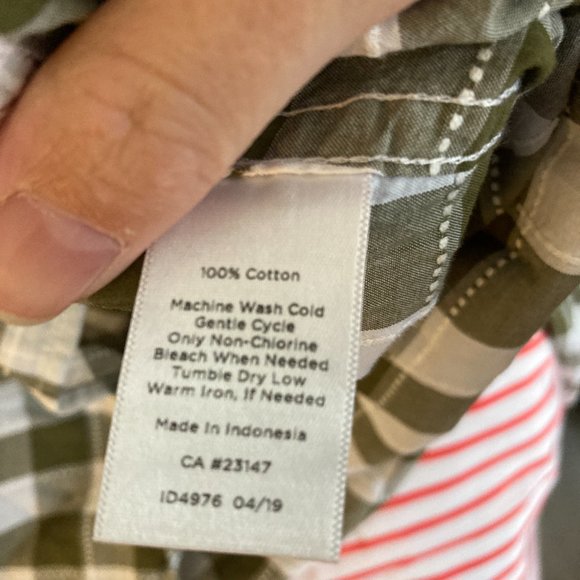 100% Cotton
Machine Wash Cold
Gentle Cycle
Only Non-Chlorine
Bleach When Needed
Tumble Dry Low
Warm Iron, If Needed
Made In Indonesia
CA #23147
ID4976 04/19